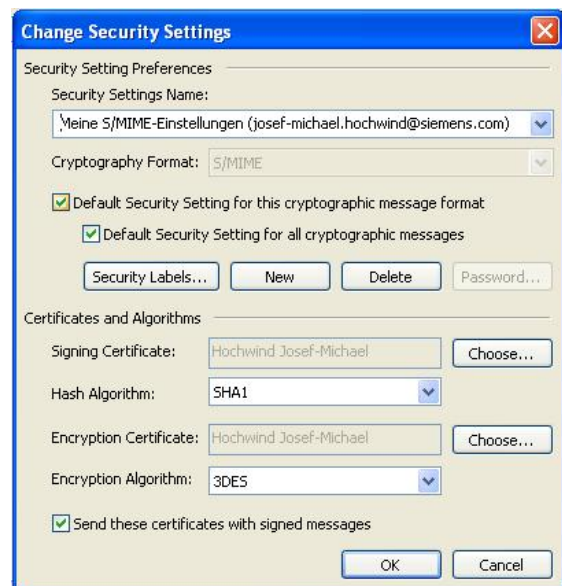 Change Security Settings
Security Setting Preferences
Security Settings Name:
Meine S/MIME-Einstellungen (josef-michael.hochwind@siemens.com)
Cryptography Format: S/MIME
Default Security Setting for this cryptographic message format
Default Security Setting for all cryptographic messages
Security Labels... New Delete Password...
Certificates and Algorithms
Signing Certificate: Hochwind Josef-Michael Choose...
Hash Algorithm: SHA1
Encryption Certificate: Hochwind Josef-Michael Choose...
Encryption Algorithm: 3DES
Send these certificates with signed messages
OK Cancel